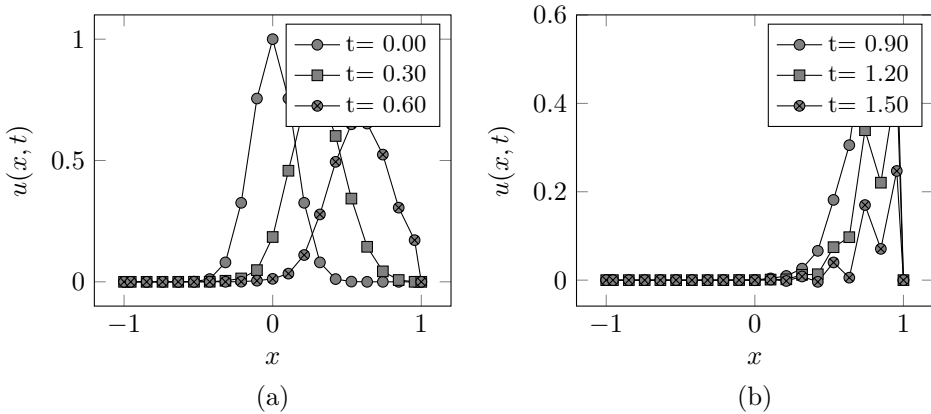 1
0.5
0
−1
0
1
x
u(x, t)
t= 0.00
t= 0.30
t= 0.60
(a)
0.6
0.4
0.2
0
−1
0
1
x
u(x, t)
t= 0.90
t= 1.20
t= 1.50
(b)